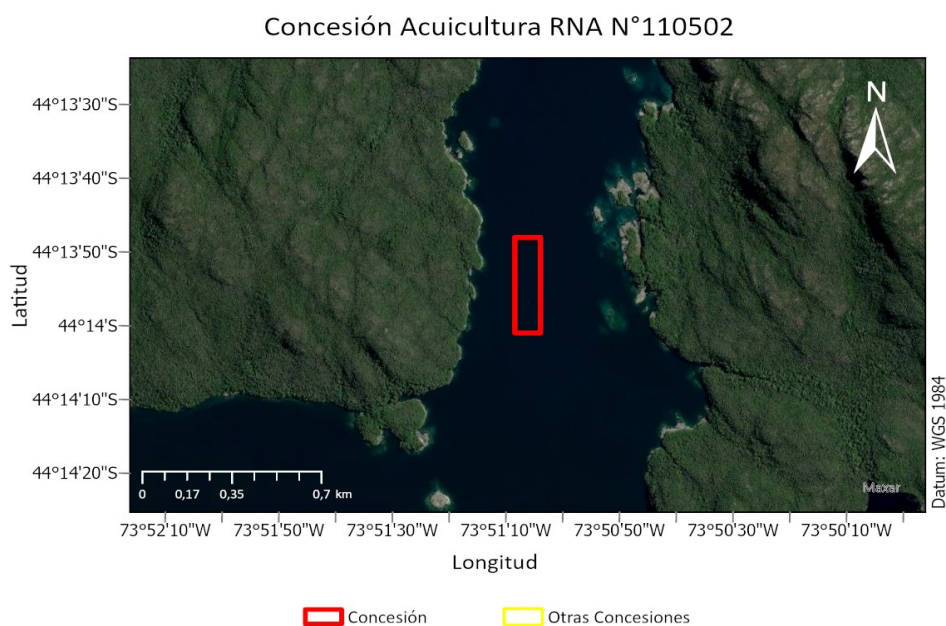 Concesión Acuicultura RNA N°110502
N
44°13'30"S
44°13'40"S
44°13'50"S
44°14'S
44°14'10"S
44°14'20"S
Latitud
0 0,17 0,35 0,7 km
Maxar
Datum: WGS 1984
73°52'10"W 73°51'50"W 73°51'30"W 73°51'10"W 73°50'50"W 73°50'30"W 73°50'10"W
Longitud
Concesión Otras Concesiones